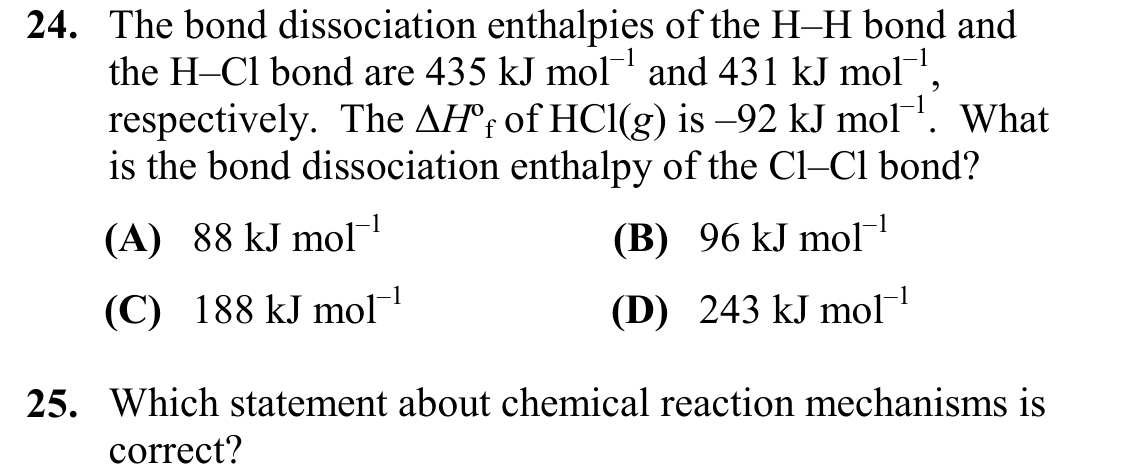 24. The bond dissociation enthalpies of the H–H bond and
the H–Cl bond are 435 kJ mol⁻¹ and 431 kJ mol⁻¹,
respectively. The ΔHº_f of HCl(g) is –92 kJ mol⁻¹. What
is the bond dissociation enthalpy of the Cl–Cl bond?
(A) 88 kJ mol⁻¹ (B) 96 kJ mol⁻¹
(C) 188 kJ mol⁻¹ (D) 243 kJ mol⁻¹
25. Which statement about chemical reaction mechanisms is
correct?